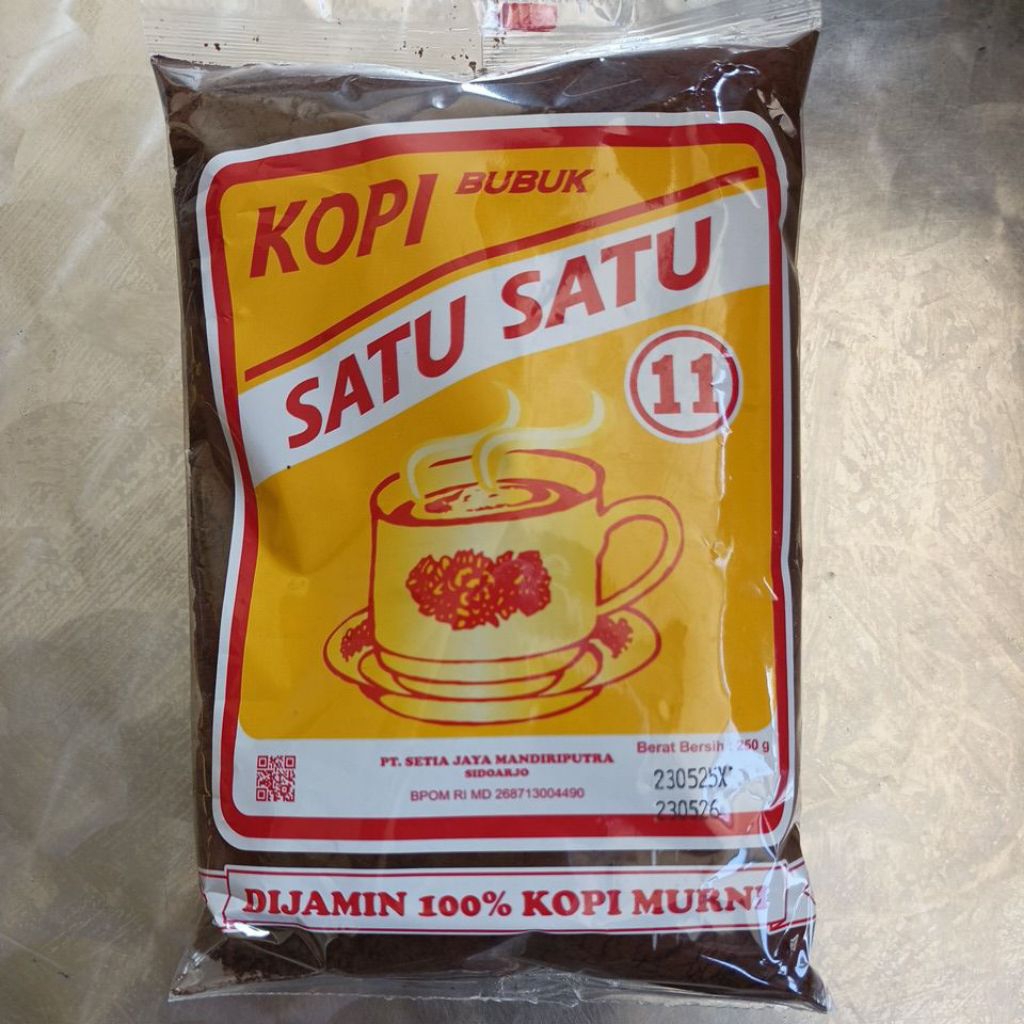 KOPI BUBUK
SATU SATU
11
Berat Bersih : 250 g
PT. SETIA JAYA MANDIRIPUTRA
SIDOARJO
BPOM RI MD 268713004490
230525X
230526
DIJAMIN 100% KOPI MURNI